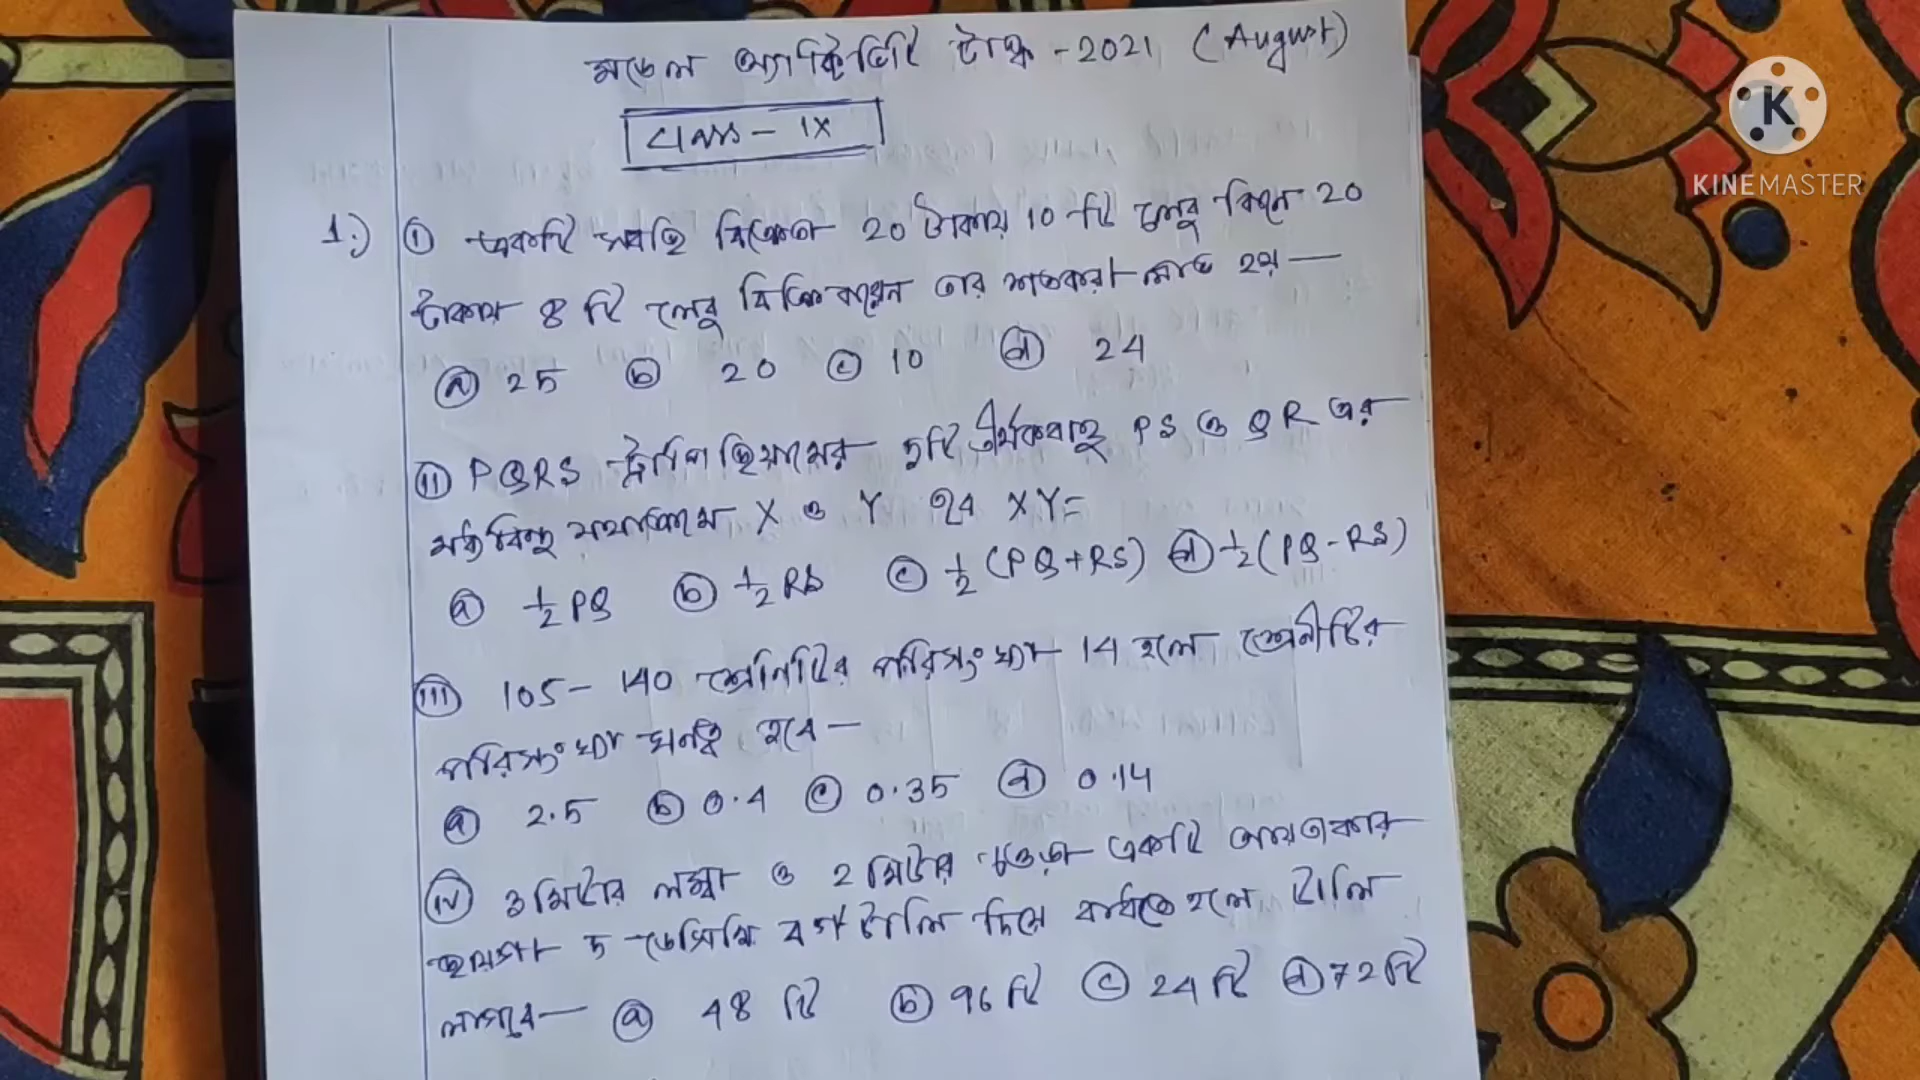 মডেল অ্যাক্টিভিটি টাস্ক - 2021 (August)
Class - IX
K
KINEMASTER
1.) (i) একটি সবজি বিক্রেতা 20 টাকায় 10 টি লেবু কিনে 20
টাকায় 8 টি লেবু বিক্রি করেন তার শতকরা লাভ হয় —
(a) 25 (b) 20 (c) 10 (d) 24
(ii) PQRS ট্রাপিজিয়ামের দুটি তীর্যকবাহু PS ও QR এর
মধ্যবিন্দু যথাক্রমে X ও Y হলে XY=
(a) 1/2 PQ (b) 1/2 RS (c) 1/2 (PQ+RS) (d) 1/2 (PQ-RS)
(iii) 105 - 140 শ্রেনিটির পরিসংখ্যা 14 হলে শ্রেনীটির
পরিসংখ্যা ঘনত্ব হবে —
(a) 2.5 (b) 0.4 (c) 0.35 (d) 0.14
(iv) 3 মিটার লম্বা ও 2 মিটার চওড়া একটি আয়তাকার
জায়গা 5 ডেসিমি বর্গ টালি দিয়ে বাঁধাতে হলে টালি
লাগবে — (a) 48 টি (b) 96 টি (c) 24 টি (d) 72 টি